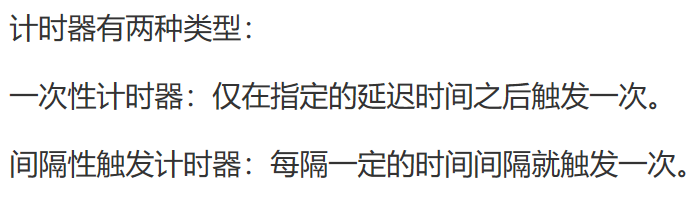 计时器有两种类型：
一次性计时器：仅在指定的延迟时间之后触发一次。
间隔性触发计时器：每隔一定的时间间隔就触发一次。